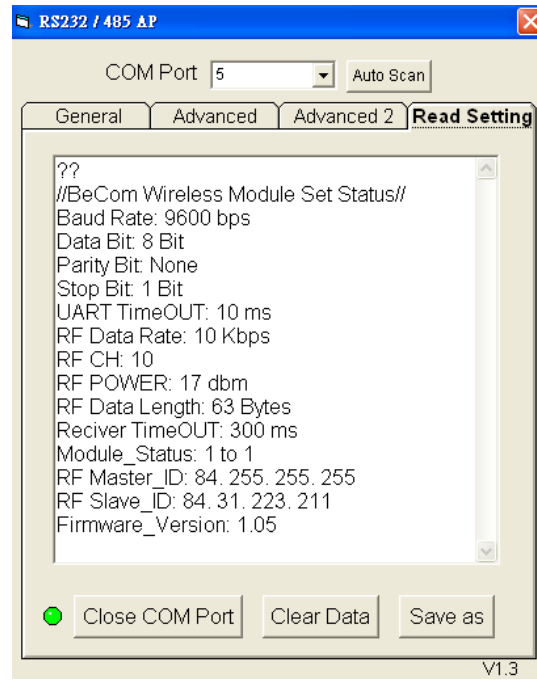 RS232 / 485 AP
COM Port 5 Auto Scan
General Advanced Advanced 2 Read Setting
??
//BeCom Wireless Module Set Status//
Baud Rate: 9600 bps
Data Bit: 8 Bit
Parity Bit: None
Stop Bit: 1 Bit
UART TimeOUT: 10 ms
RF Data Rate: 10 Kbps
RF CH: 10
RF POWER: 17 dbm
RF Data Length: 63 Bytes
Reciver TimeOUT: 300 ms
Module_Status: 1 to 1
RF Master_ID: 84. 255. 255. 255
RF Slave_ID: 84. 31. 223. 211
Firmware_Version: 1.05
Close COM Port Clear Data Save as
V1.3